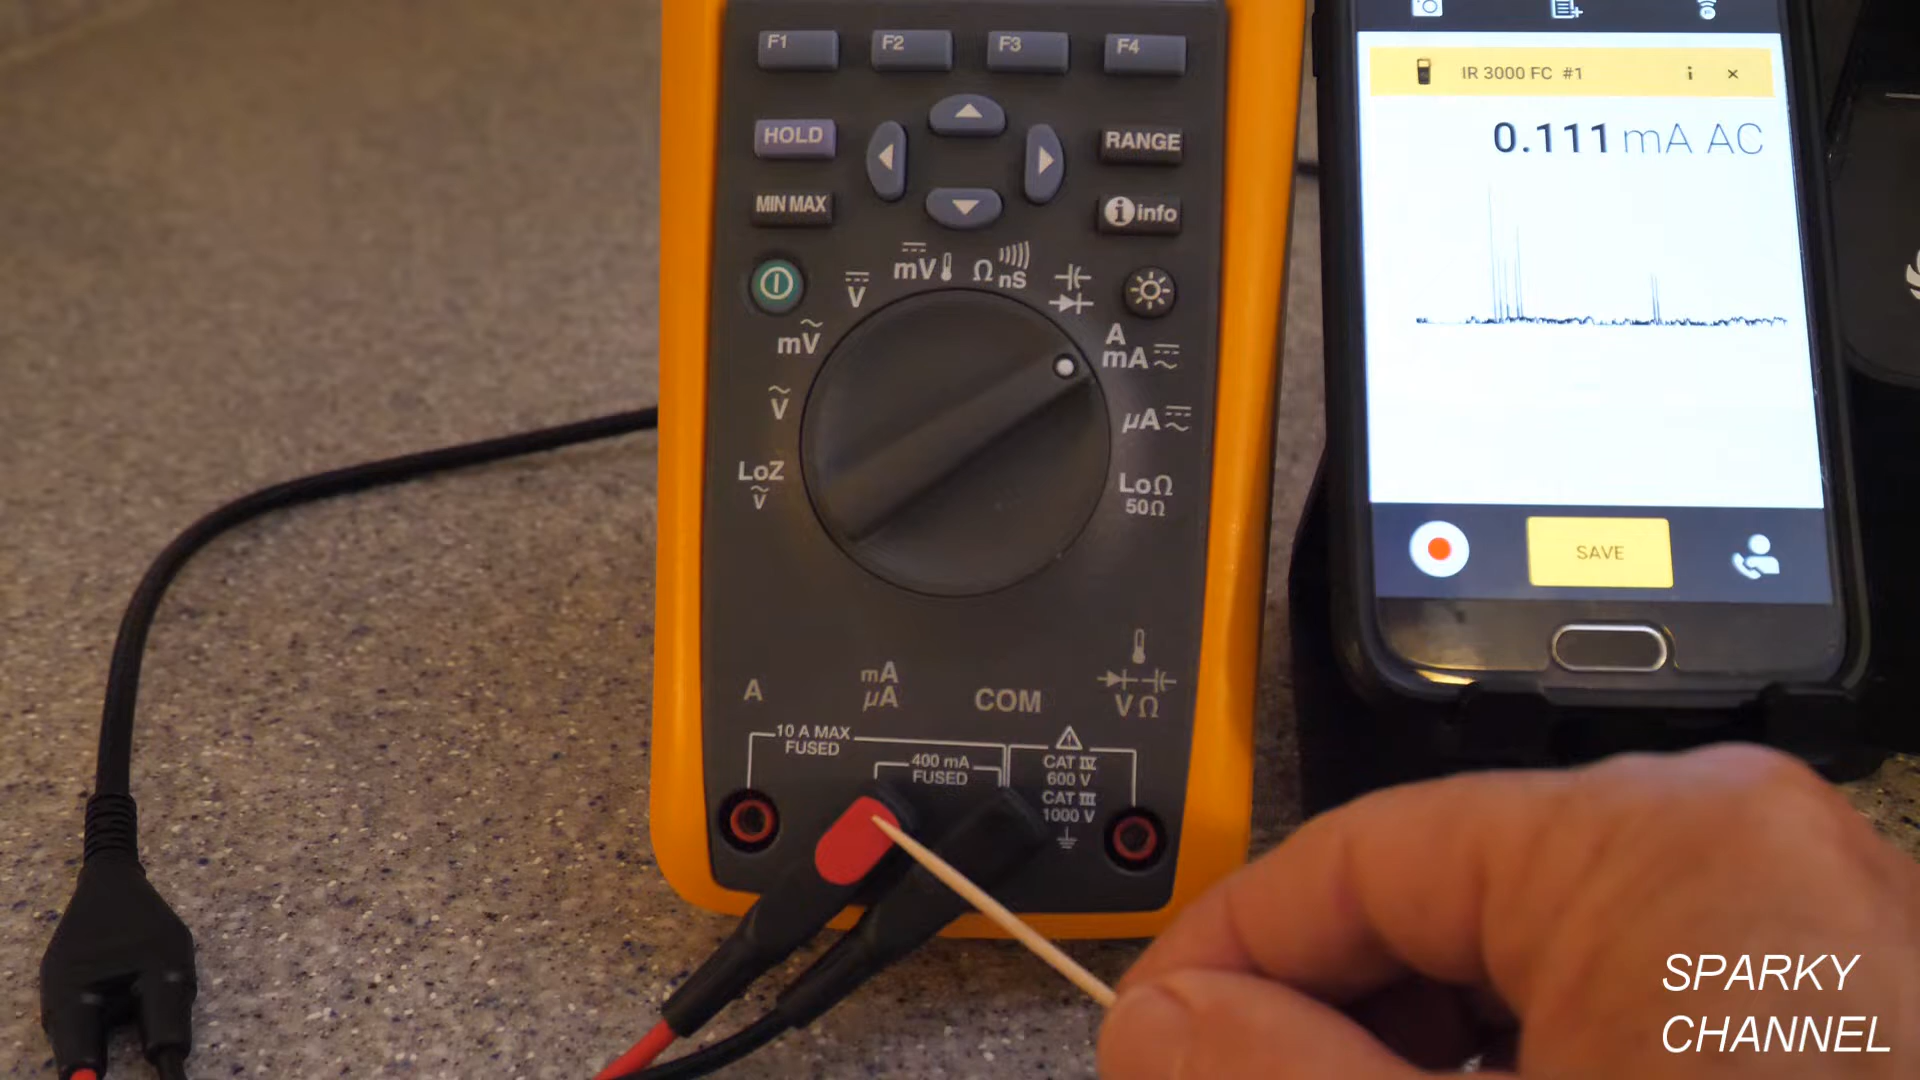 F1 F2 F3 F4
HOLD
RANGE
MIN MAX
info
mV
Ω
nS
V
mV
A
mA
V
µA
LoZ
V
LoΩ
50Ω
A
mA
µA
COM
VΩ
10 A MAX
FUSED
400 mA
FUSED
CAT IV
600 V
CAT III
1000 V
IR 3000 FC #1
i ×
0.111 mA AC
SAVE
SPARKY
CHANNEL